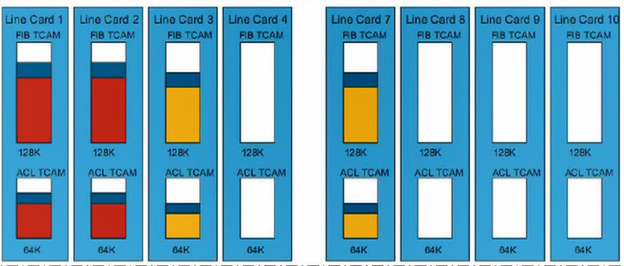 Line Card 1 Line Card 2 Line Card 3 Line Card 4 Line Card 7 Line Card 8 Line Card 9 Line Card 10
FIB TCAM FIB TCAM FIB TCAM FIB TCAM FIB TCAM FIB TCAM FIB TCAM FIB TCAM
128K 128K 128K 128K 128K 128K 128K 128K
ACL TCAM ACL TCAM ACL TCAM ACL TCAM ACL TCAM ACL TCAM ACL TCAM ACL TCAM
64K 64K 64K 64K 64K 64K 64K 64K